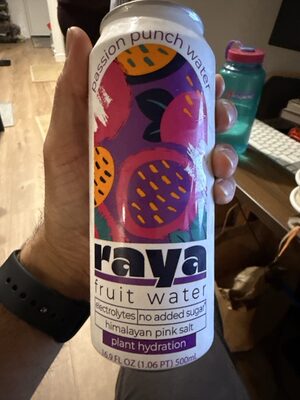 passion punch water
raya
fruit water
electrolytes no added sugar
himalayan pink salt
plant hydration
16.9 FL OZ (1.06 PT) 500mL